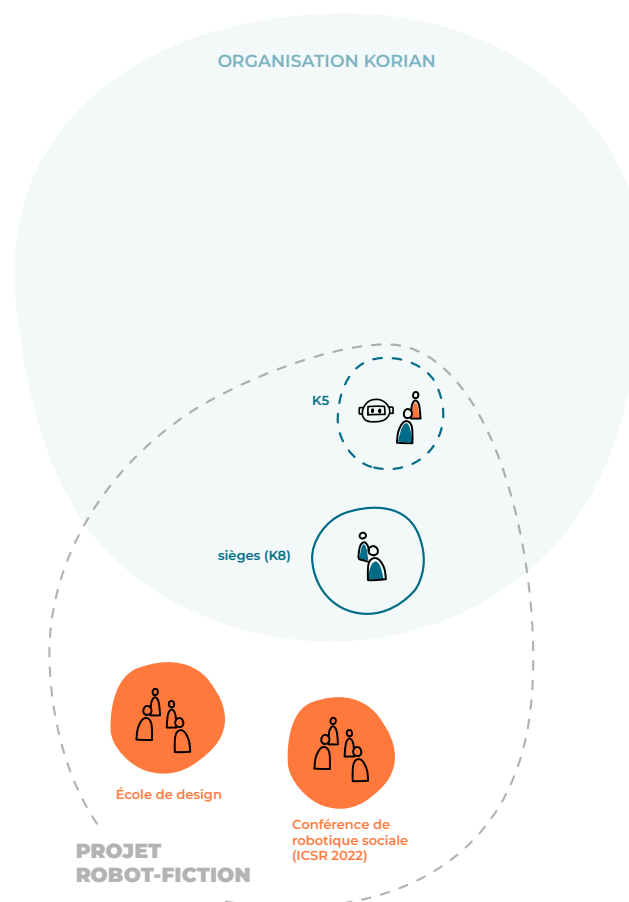 ORGANISATION KORIAN
K5
sièges (K8)
École de design
Conférence de
robotique sociale
(ICSR 2022)
PROJET
ROBOT-FICTION